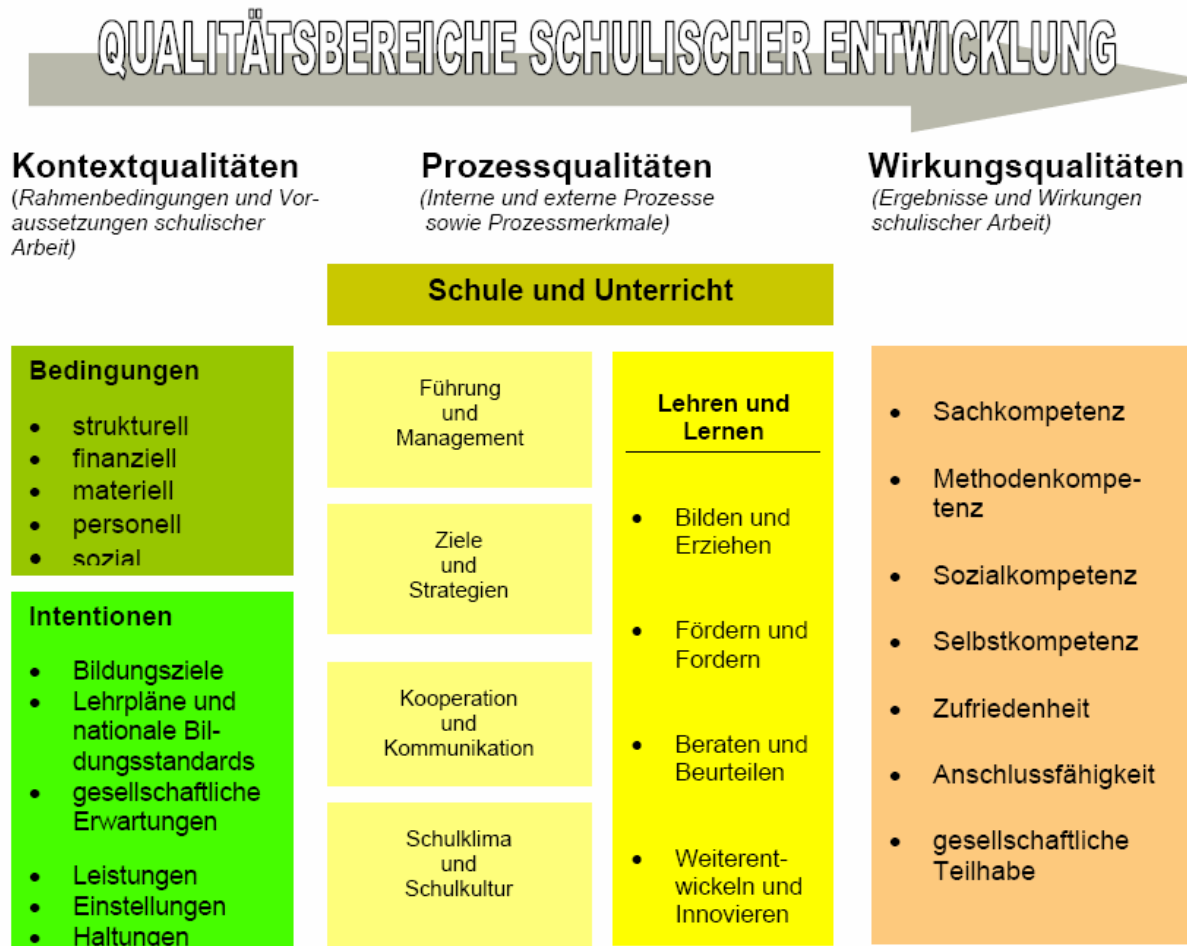 QUALITÄTSBEREICHE SCHULISCHER ENTWICKLUNG
Kontextqualitäten
(Rahmenbedingungen und Vor-
aussetzungen schulischer
Arbeit)
Prozessqualitäten
(Interne und externe Prozesse
sowie Prozessmerkmale)
Wirkungsqualitäten
(Ergebnisse und Wirkungen
schulischer Arbeit)
Schule und Unterricht
Bedingungen
• strukturell
• finanziell
• materiell
• personell
• sozial
Intentionen
• Bildungsziele
• Lehrpläne und
nationale Bil-
dungsstandards
• gesellschaftliche
Erwartungen
• Leistungen
• Einstellungen
• Haltungen
Führung
und
Management
Ziele
und
Strategien
Kooperation
und
Kommunikation
Schulklima
und
Schulkultur
Lehren und
Lernen
• Bilden und
Erziehen
• Fördern und
Fordern
• Beraten und
Beurteilen
• Weiterent-
wickeln und
Innovieren
• Sachkompetenz
• Methodenkompe-
tenz
• Sozialkompetenz
• Selbstkompetenz
• Zufriedenheit
• Anschlussfähigkeit
• gesellschaftliche
Teilhabe